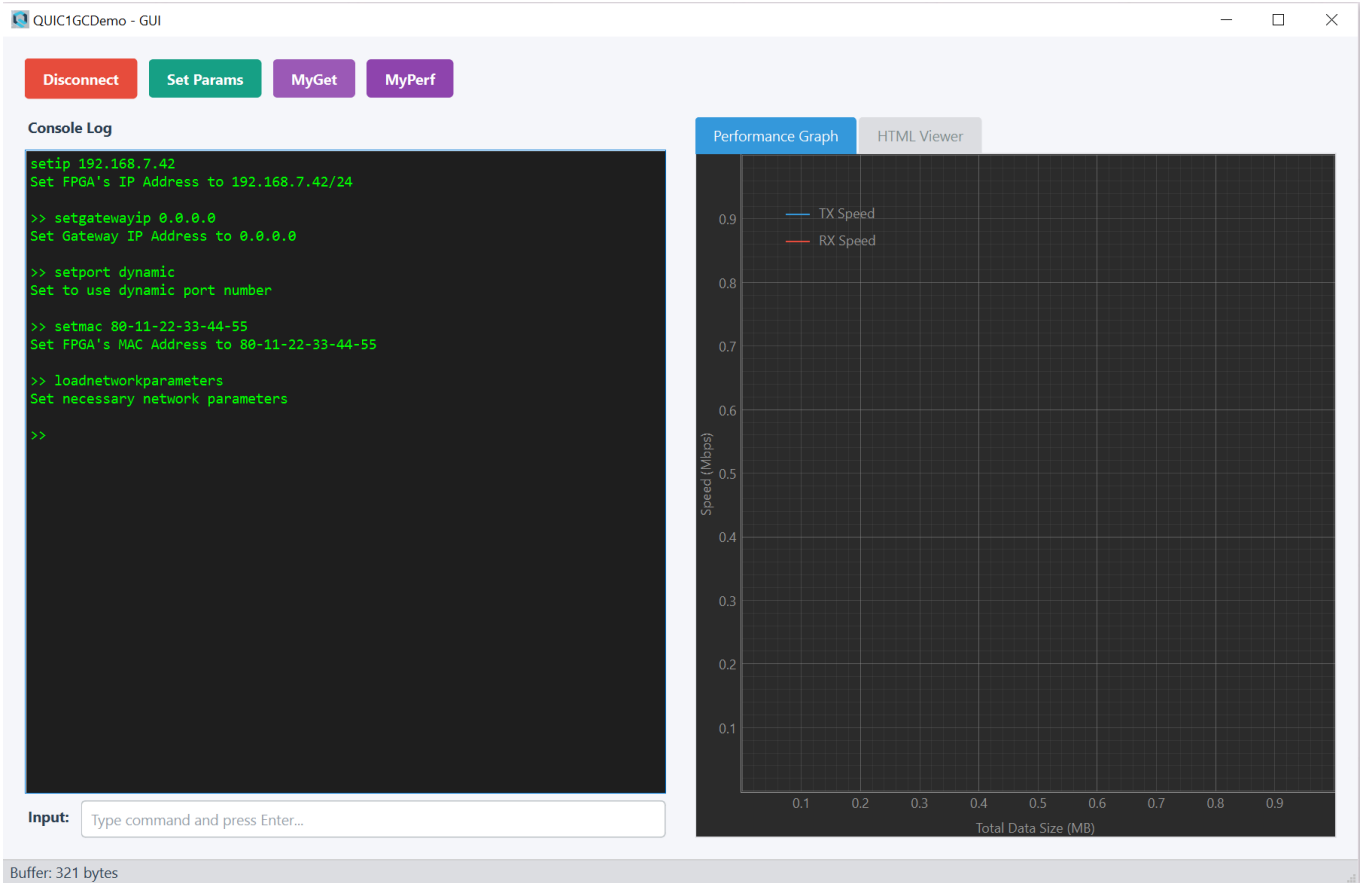 QUIC1GCDemo - GUI
Disconnect
Set Params
MyGet
MyPerf
Console Log
setip 192.168.7.42
Set FPGA's IP Address to 192.168.7.42/24
>> setgatewayip 0.0.0.0
Set Gateway IP Address to 0.0.0.0
>> setport dynamic
Set to use dynamic port number
>> setmac 80-11-22-33-44-55
Set FPGA's MAC Address to 80-11-22-33-44-55
>> loadnetworkparameters
Set necessary network parameters
>>
Input:
Type command and press Enter...
Performance Graph
HTML Viewer
TX Speed
RX Speed
Speed (Mbps)
0.9
0.8
0.7
0.6
0.5
0.4
0.3
0.2
0.1
0.1 0.2 0.3 0.4 0.5 0.6 0.7 0.8 0.9
Total Data Size (MB)
Buffer: 321 bytes